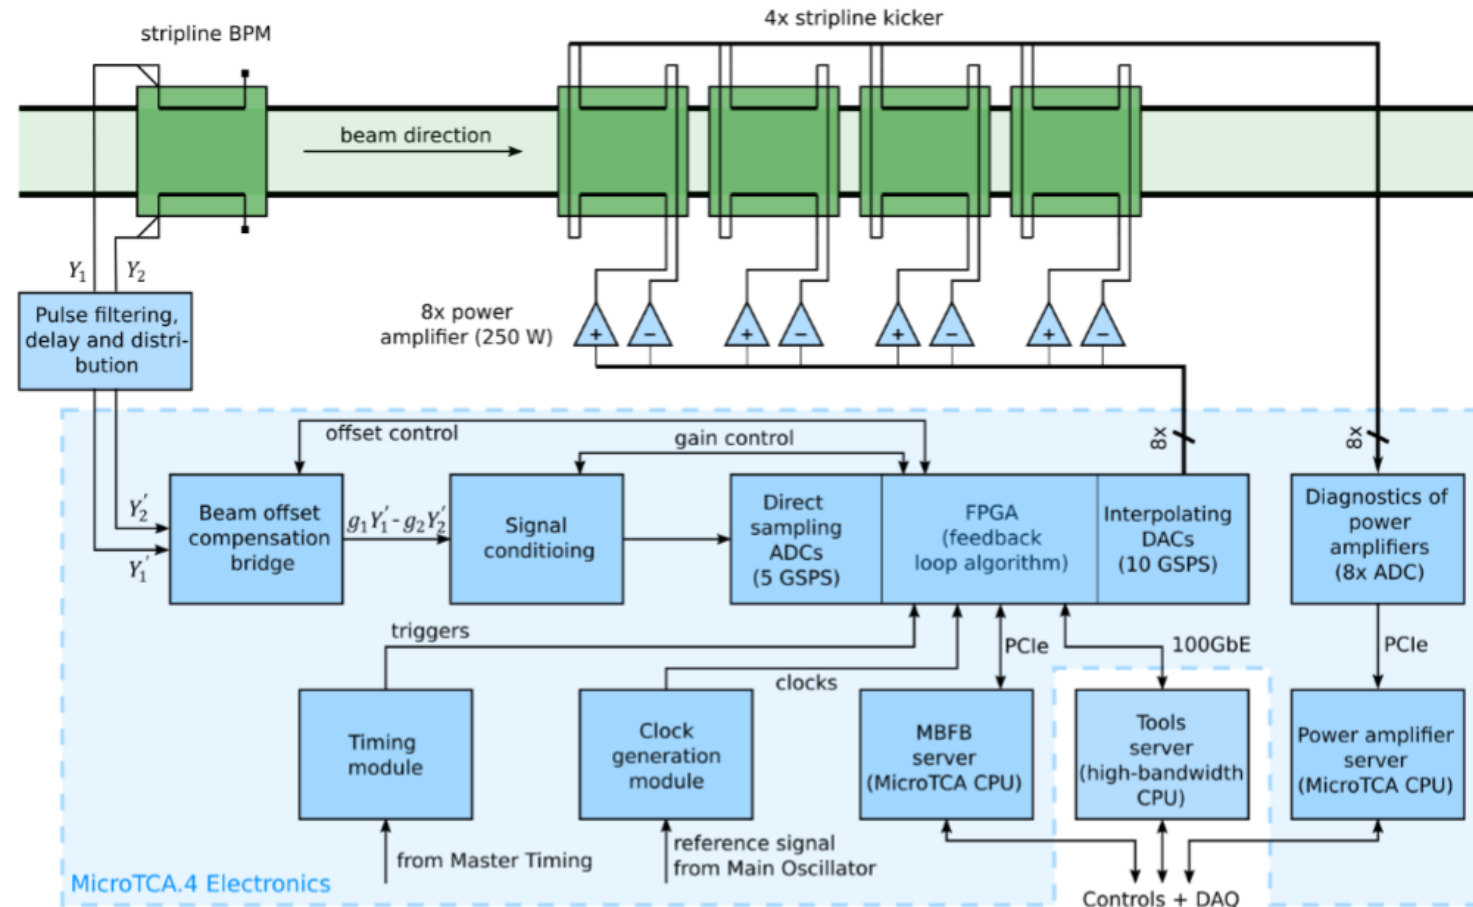 4x stripline kicker
stripline BPM
beam direction
Y₁ Y₂
Pulse filtering,
delay and distri-
bution
8x power
amplifier (250 W)
+ − + − + − + −
offset control
gain control
8x
8x
Y₂′
Y₁′
Beam offset
compensation
bridge
g₁Y₁′-g₂Y₂′
Signal
conditioing
Direct
sampling
ADCs
(5 GSPS)
FPGA
(feedback
loop algorithm)
Interpolating
DACs
(10 GSPS)
Diagnostics of
power
amplifiers
(8x ADC)
triggers
clocks
PCIe
100GbE
PCIe
Timing
module
Clock
generation
module
MBFB
server
(MicroTCA CPU)
Tools
server
(high-bandwidth
CPU)
Power amplifier
server
(MicroTCA CPU)
from Master Timing
reference signal
from Main Oscillator
MicroTCA.4 Electronics
Controls + DAQ